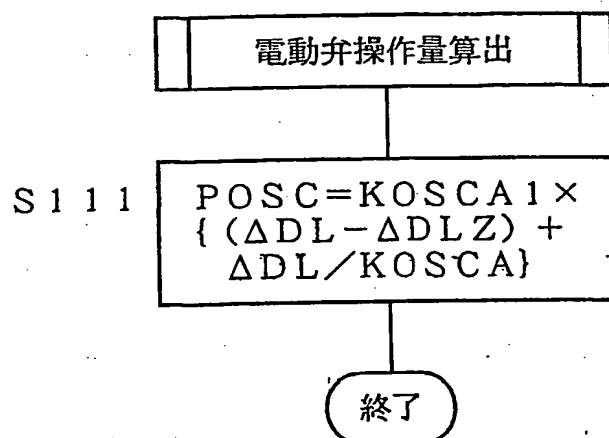 電動弁操作量算出
S111
POSC=KOSCA1×
{(ΔDL-ΔDLZ)+
ΔDL/KOSCA}
終了